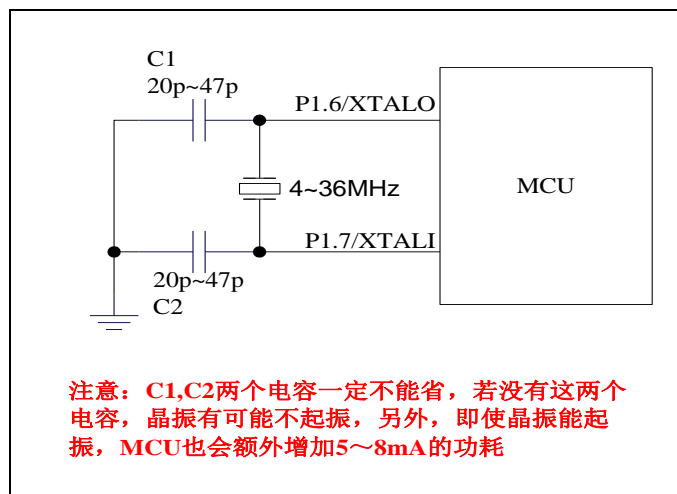 C1
20p~47p
P1.6/XTALO
4~36MHz
MCU
P1.7/XTALI
20p~47p
C2
注意：C1,C2两个电容一定不能省，若没有这两个
电容，晶振有可能不起振，另外，即使晶振能起
振，MCU也会额外增加5～8mA的功耗